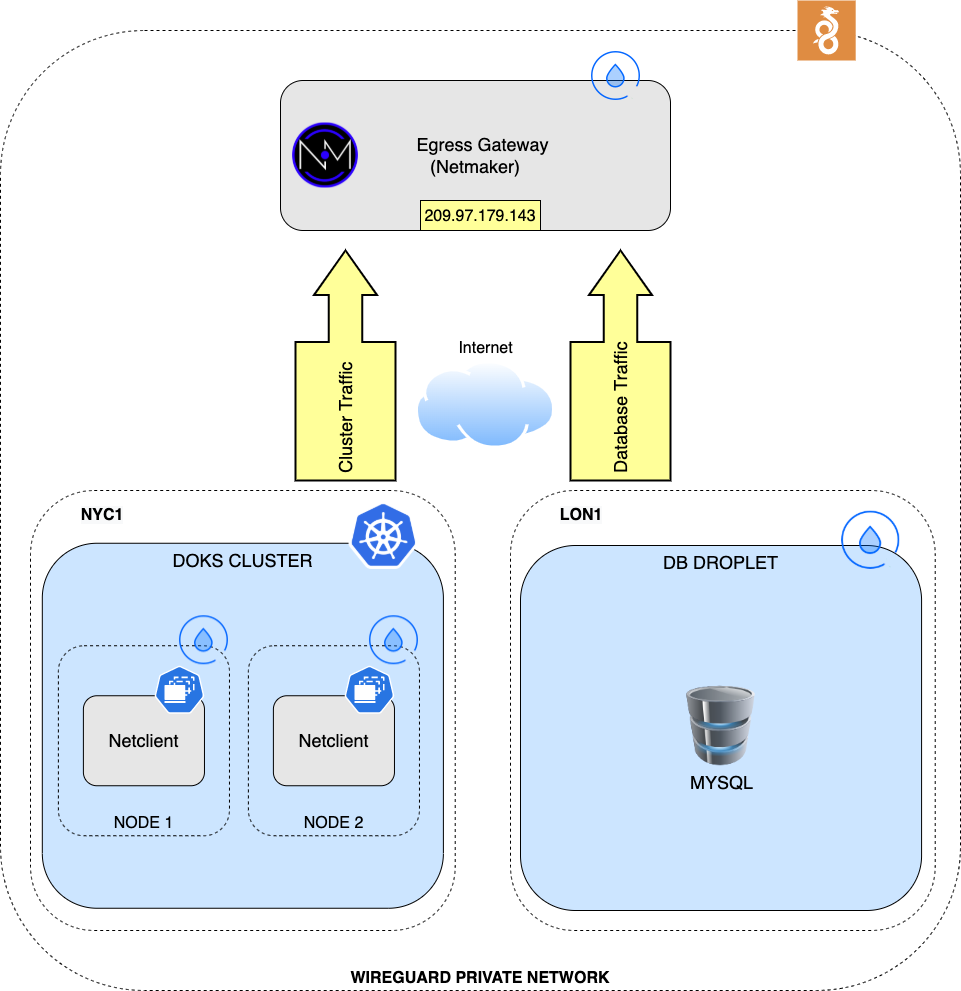 Egress Gateway
(Netmaker)
NM
209.97.179.143
Internet
Cluster Traffic
Database Traffic
NYC1
LON1
DOKS CLUSTER
DB DROPLET
Netclient
Netclient
NODE 1
NODE 2
MYSQL
WIREGUARD PRIVATE NETWORK